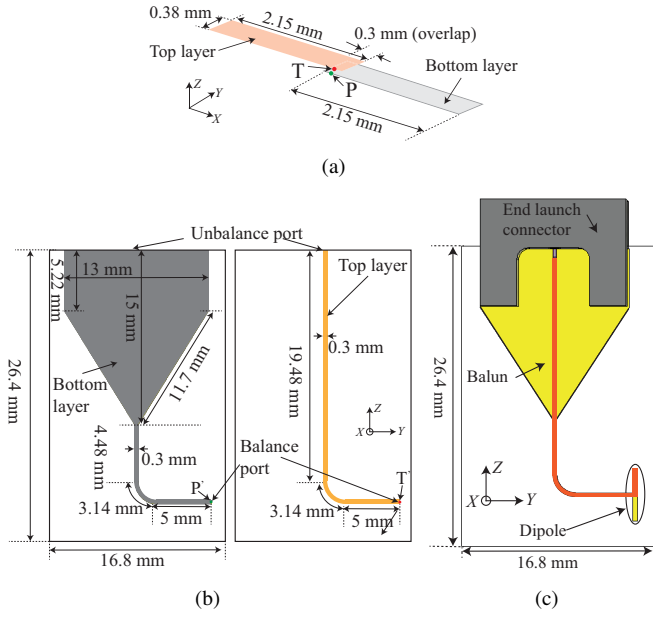 0.38 mm
2.15 mm
0.3 mm (overlap)
Top layer
T
Bottom layer
P
Z
Y
X
2.15 mm
(a)
Unbalance port
13 mm
5.22 mm
15 mm
Top layer
26.4 mm
Bottom
layer
11.7 mm
0.3 mm
19.48 mm
4.48 mm
0.3 mm
Z
X
Y
Balance
port
P'
T'
3.14 mm
5 mm
3.14 mm
5 mm
16.8 mm
(b)
End launch
connector
26.4 mm
Balun
Z
X
Y
Dipole
16.8 mm
(c)